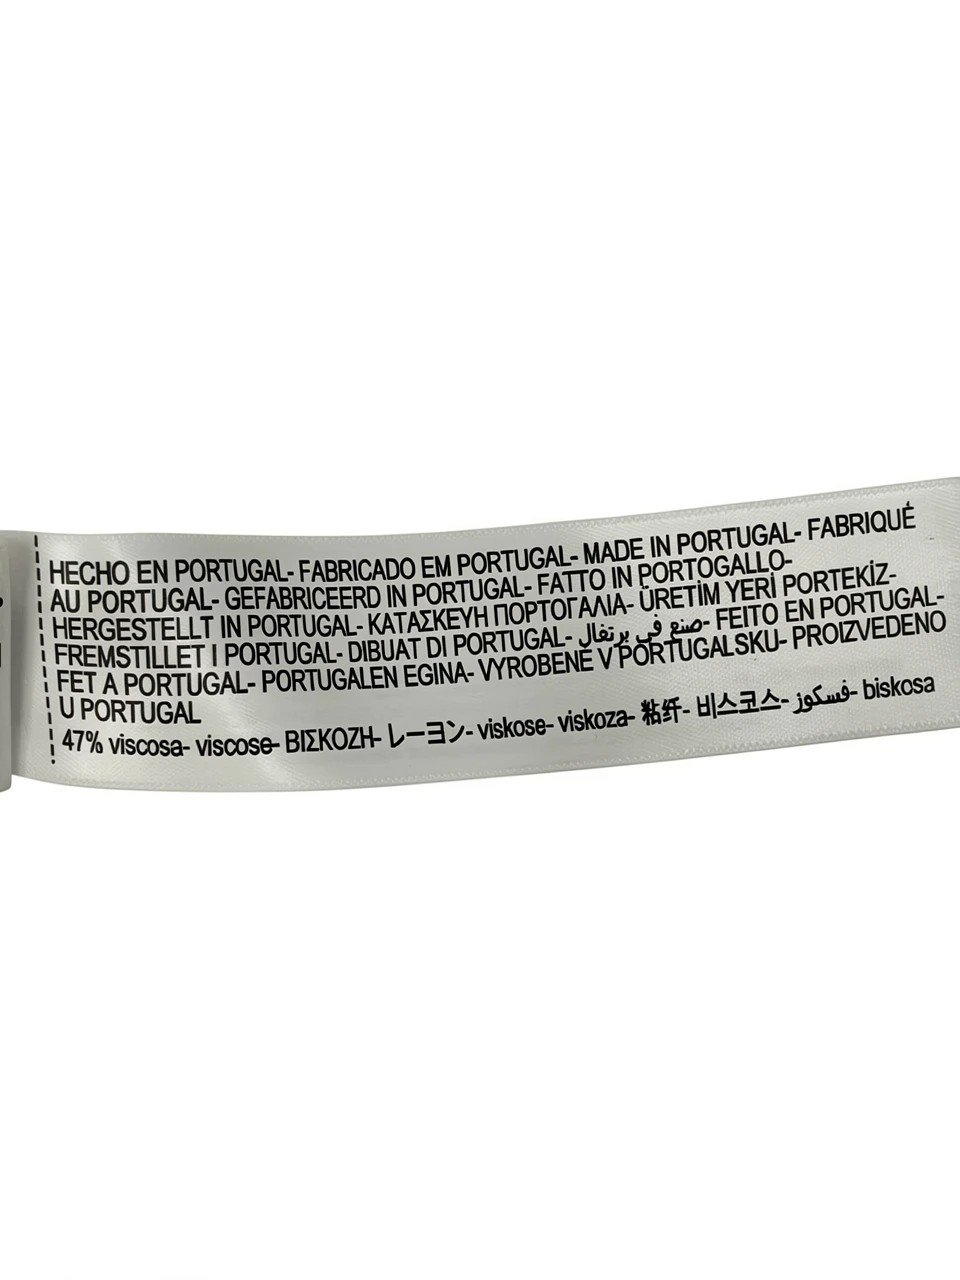 HECHO EN PORTUGAL- FABRICADO EM PORTUGAL- MADE IN PORTUGAL- FABRIQUÉ
AU PORTUGAL- GEFABRICEERD IN PORTUGAL- FATTO IN PORTOGALLO-
HERGESTELLT IN PORTUGAL- ΚΑΤΑΣΚΕΥΗ ΠΟΡΤΟΓΑΛΙΑ- ÜRETİM YERİ PORTEKİZ-
FREMSTILLET I PORTUGAL- DIBUAT DI PORTUGAL- صنع في برتغال- FEITO EN PORTUGAL-
FET A PORTUGAL- PORTUGALEN EGINA- VYROBENÉ V PORTUGALSKU- PROIZVEDENO
U PORTUGAL
47% viscosa- viscose- ΒΙΣΚΟΖΗ- レーヨン- viskose- viskoza- 粘纤- 비스코스- فسكوز- biskosa